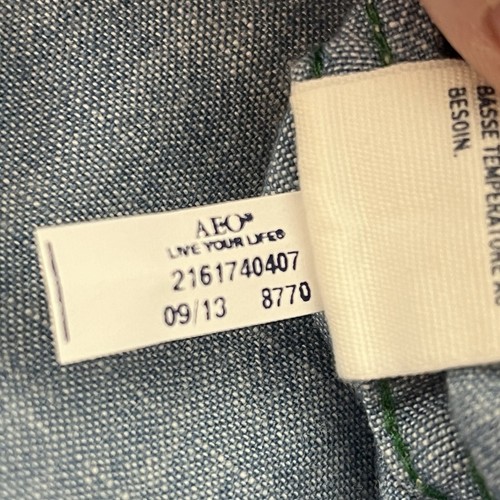 AEO®
LIVE YOUR LIFE®
2161740407
09/13 8770
BASSE TEMPERATURE
BESOIN.